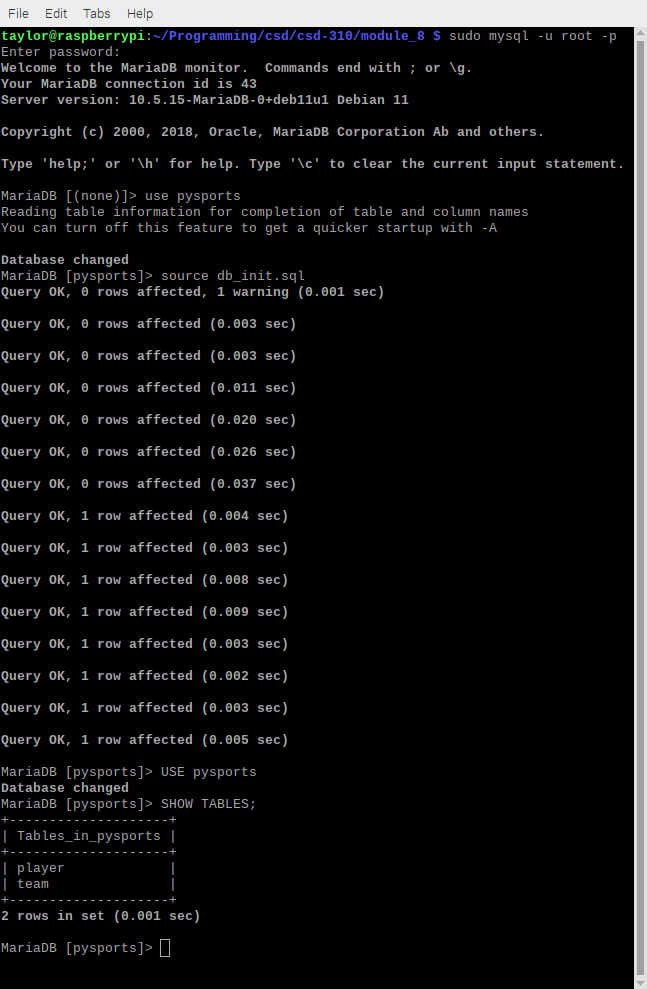 File Edit Tabs Help
taylor@raspberrypi:~/Programming/csd/csd-310/module_8 $ sudo mysql -u root -p
Enter password:
Welcome to the MariaDB monitor.  Commands end with ; or \g.
Your MariaDB connection id is 43
Server version: 10.5.15-MariaDB-0+deb11u1 Debian 11
Copyright (c) 2000, 2018, Oracle, MariaDB Corporation Ab and others.
Type 'help;' or '\h' for help. Type '\c' to clear the current input statement.
MariaDB [(none)]> use pysports
Reading table information for completion of table and column names
You can turn off this feature to get a quicker startup with -A
Database changed
MariaDB [pysports]> source db_init.sql
Query OK, 0 rows affected, 1 warning (0.001 sec)
Query OK, 0 rows affected (0.003 sec)
Query OK, 0 rows affected (0.003 sec)
Query OK, 0 rows affected (0.011 sec)
Query OK, 0 rows affected (0.020 sec)
Query OK, 0 rows affected (0.026 sec)
Query OK, 0 rows affected (0.037 sec)
Query OK, 1 row affected (0.004 sec)
Query OK, 1 row affected (0.003 sec)
Query OK, 1 row affected (0.008 sec)
Query OK, 1 row affected (0.009 sec)
Query OK, 1 row affected (0.003 sec)
Query OK, 1 row affected (0.002 sec)
Query OK, 1 row affected (0.003 sec)
Query OK, 1 row affected (0.005 sec)
MariaDB [pysports]> USE pysports
Database changed
MariaDB [pysports]> SHOW TABLES;
+--------------------+
| Tables_in_pysports |
+--------------------+
| player             |
| team               |
+--------------------+
2 rows in set (0.001 sec)
MariaDB [pysports]>